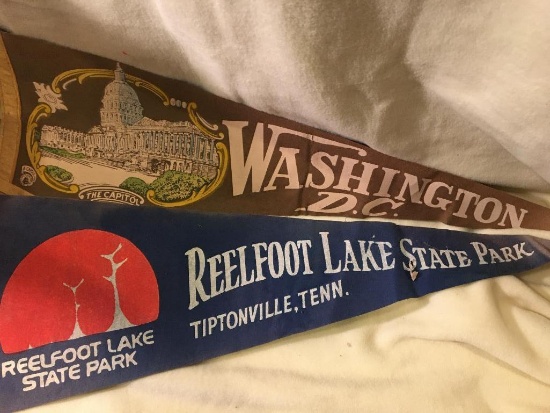 THE CAPITOL
WASHINGTON
D.C.
REELFOOT LAKE STATE PARK
TIPTONVILLE, TENN.
REELFOOT LAKE
STATE PARK